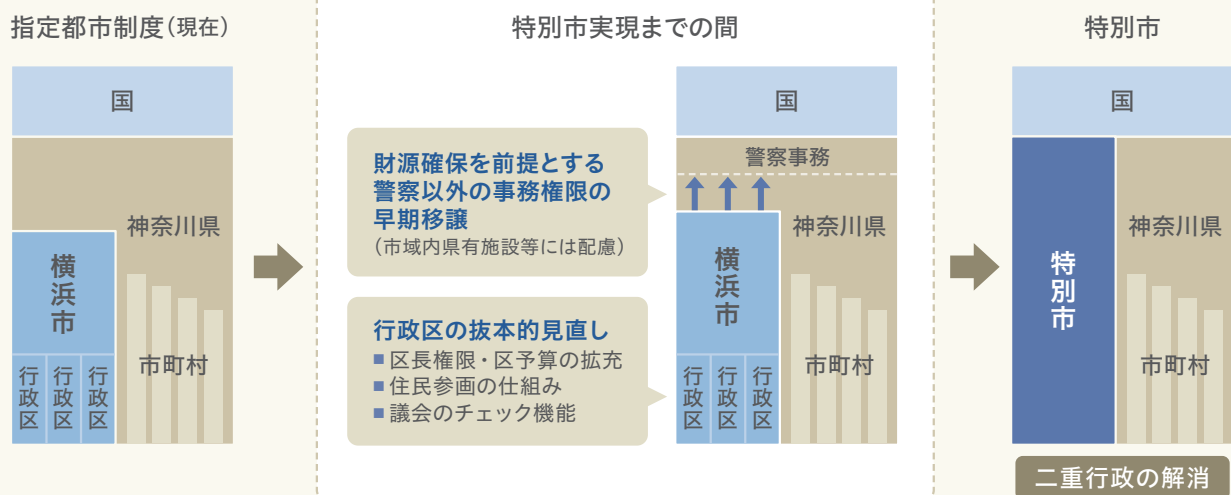 指定都市制度(現在)
国
神奈川県
横浜市
市町村
行政区
行政区
行政区
特別市実現までの間
財源確保を前提とする
警察以外の事務権限の
早期移譲
(市域内県有施設等には配慮)
行政区の抜本的見直し
■区長権限・区予算の拡充
■住民参画の仕組み
■議会のチェック機能
国
警察事務
神奈川県
横浜市
市町村
行政区
行政区
行政区
特別市
国
神奈川県
特別市
市町村
二重行政の解消